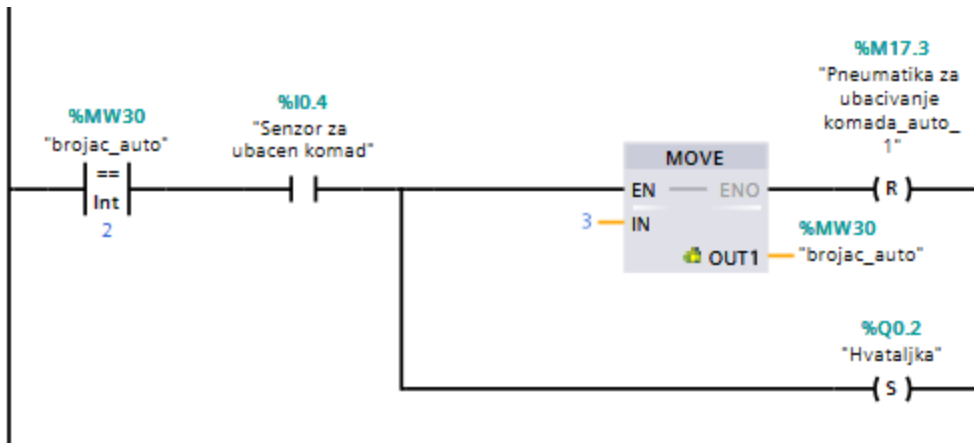 %M17.3
"Pneumatika za
ubacivanje
komada_auto_
1"
%MW30
"brojac_auto"
==
Int
2
%I0.4
"Senzor za
ubacen komad"
MOVE
EN
ENO
R
3
IN
OUT1
%MW30
"brojac_auto"
%Q0.2
"Hvataljka"
S